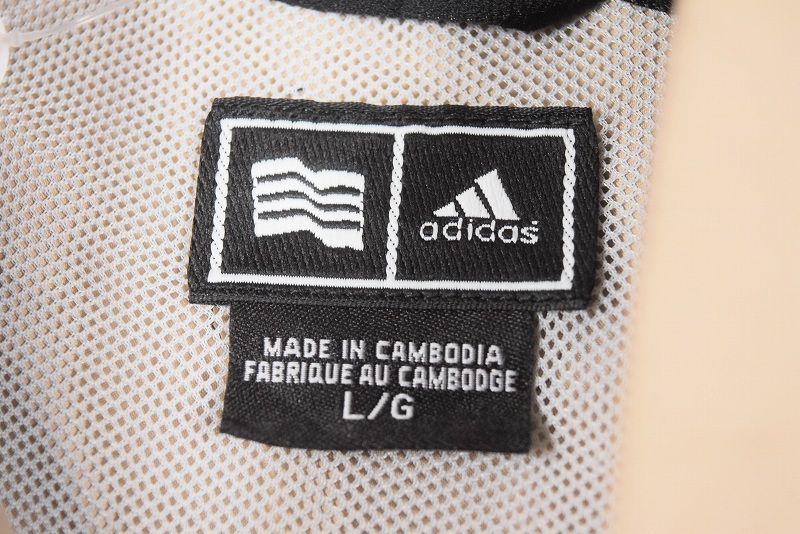 adidas
MADE IN CAMBODIA
FABRIQUE AU CAMBODGE
L/G